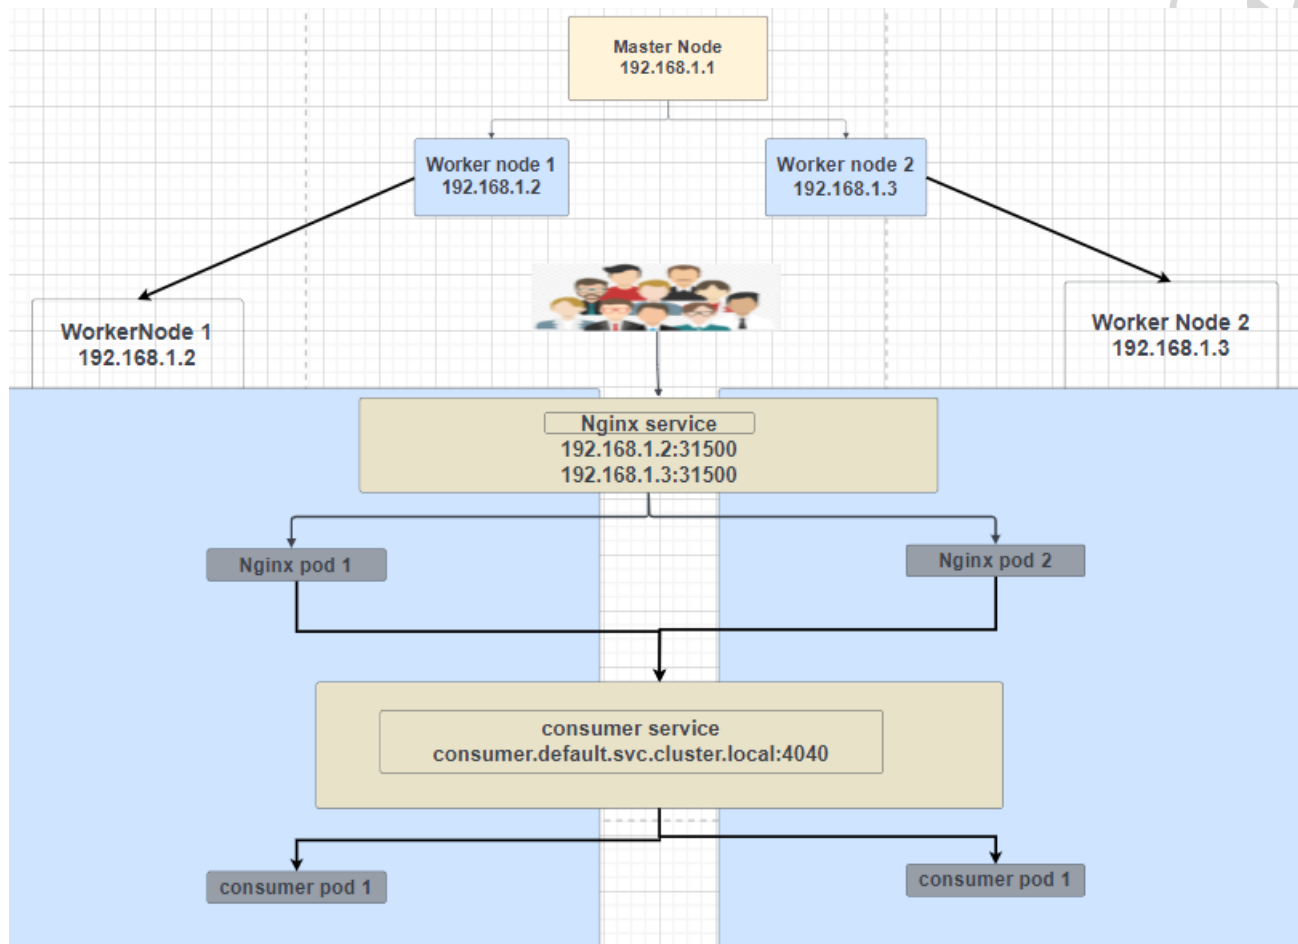 Master Node
192.168.1.1
Worker node 1
192.168.1.2
Worker node 2
192.168.1.3
WorkerNode 1
192.168.1.2
Worker Node 2
192.168.1.3
Nginx service
192.168.1.2:31500
192.168.1.3:31500
Nginx pod 1
Nginx pod 2
consumer service
consumer.default.svc.cluster.local:4040
consumer pod 1
consumer pod 1